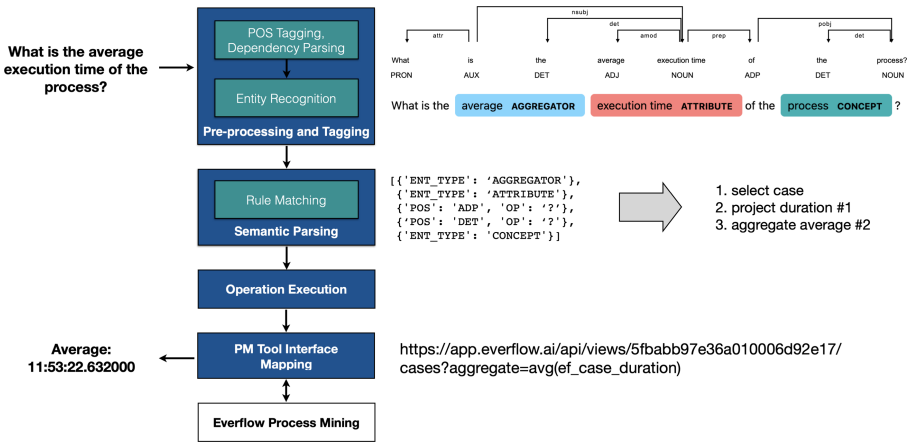 What is the average
execution time of the
process?
POS Tagging,
Dependency Parsing
Entity Recognition
Pre-processing and Tagging
nsubj
det
pobj
attr
amod
prep
det
What is the average execution time of the process?
PRON AUX DET ADJ NOUN ADP DET NOUN
What is the average AGGREGATOR execution time ATTRIBUTE of the process CONCEPT ?
Rule Matching
Semantic Parsing
[{'ENT_TYPE': ‘AGGREGATOR'},
{'ENT_TYPE': ‘ATTRIBUTE'},
{'POS': 'ADP', 'OP': ‘?’},
{‘POS': 'DET', 'OP': ‘?'},
{'ENT_TYPE': 'CONCEPT'}]
1. select case
2. project duration #1
3. aggregate average #2
Operation Execution
Average:
11:53:22.632000
PM Tool Interface
Mapping
https://app.everflow.ai/api/views/5fbabb97e36a010006d92e17/
cases?aggregate=avg(ef_case_duration)
Everflow Process Mining